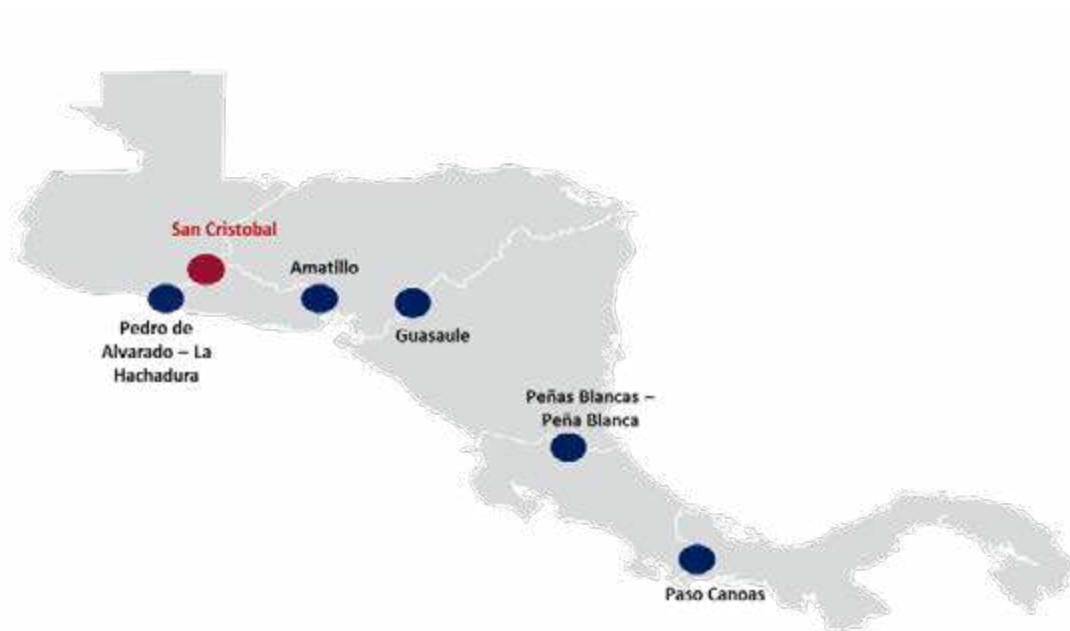 San Cristobal
Amatillo
Pedro de
Alvarado – La
Hachadura
Guasaule
Peñas Blancas –
Peña Blanca
Paso Canoas